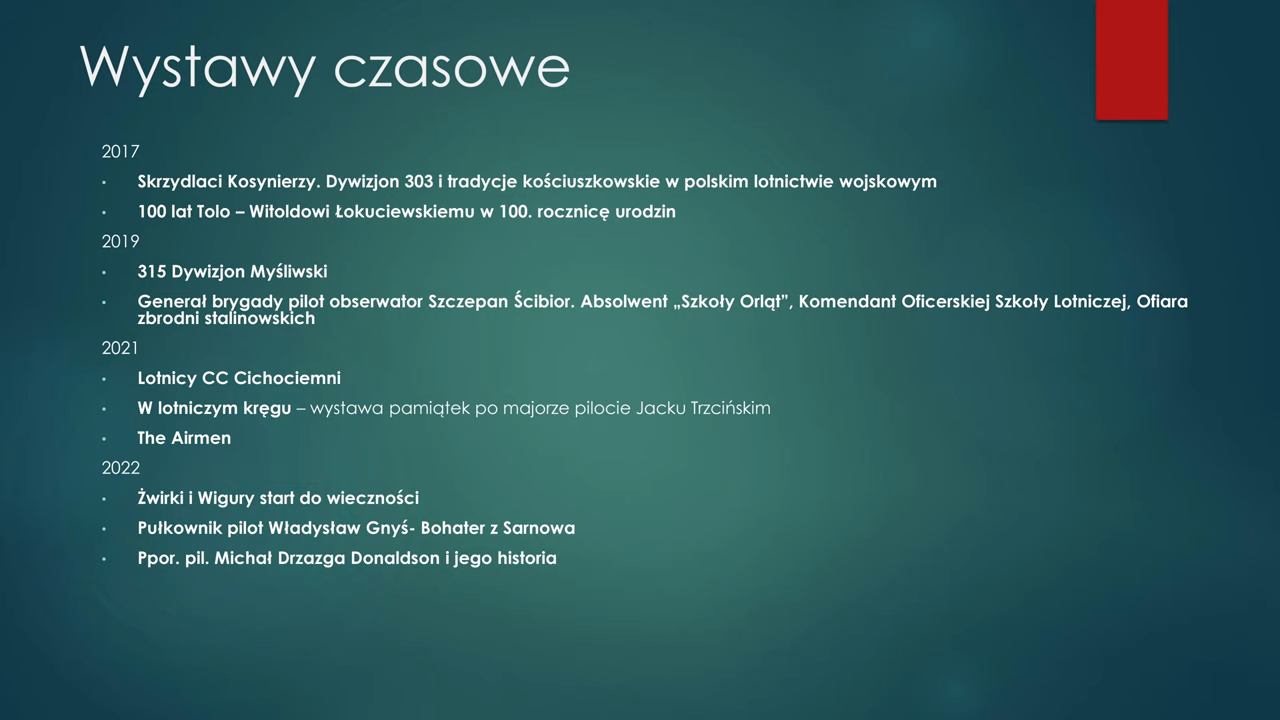 Wystawy czasowe
2017
• Skrzydlaci Kosynierzy. Dywizjon 303 i tradycje kościuszkowskie w polskim lotnictwie wojskowym
• 100 lat Tolo – Witoldowi Łokuciewskiemu w 100. rocznicę urodzin
2019
• 315 Dywizjon Myśliwski
• Generał brygady pilot obserwator Szczepan Ścibior. Absolwent „Szkoły Orląt”, Komendant Oficerskiej Szkoły Lotniczej, Ofiara
zbrodni stalinowskich
2021
• Lotnicy CC Cichociemni
• W lotniczym kręgu – wystawa pamiątek po majorze pilocie Jacku Trzcińskim
• The Airmen
2022
• Żwirki i Wigury start do wieczności
• Pułkownik pilot Władysław Gnyś- Bohater z Sarnowa
• Ppor. pil. Michał Drzazga Donaldson i jego historia